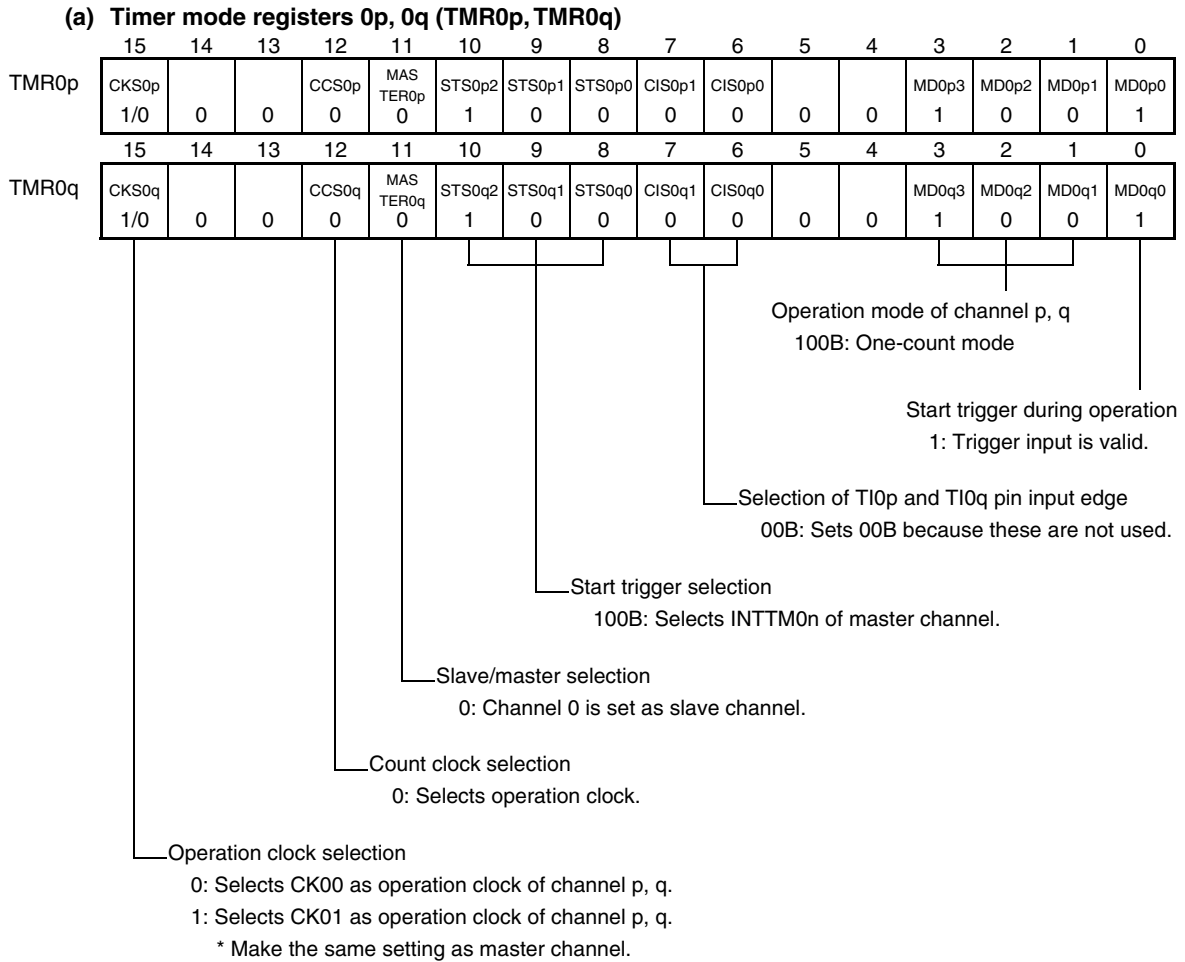 (a) Timer mode registers 0p, 0q (TMR0p, TMR0q)
15 14 13 12 11 10 9 8 7 6 5 4 3 2 1 0
TMR0p CKS0p CCS0p MAS TER0p STS0p2 STS0p1 STS0p0 CIS0p1 CIS0p0 MD0p3 MD0p2 MD0p1 MD0p0
1/0 0 0 0 0 1 0 0 0 0 0 0 1 0 0 1
15 14 13 12 11 10 9 8 7 6 5 4 3 2 1 0
TMR0q CKS0q CCS0q MAS TER0q STS0q2 STS0q1 STS0q0 CIS0q1 CIS0q0 MD0q3 MD0q2 MD0q1 MD0q0
1/0 0 0 0 0 1 0 0 0 0 0 0 1 0 0 1
Operation mode of channel p, q
100B: One-count mode
Start trigger during operation
1: Trigger input is valid.
Selection of TI0p and TI0q pin input edge
00B: Sets 00B because these are not used.
Start trigger selection
100B: Selects INTTM0n of master channel.
Slave/master selection
0: Channel 0 is set as slave channel.
Count clock selection
0: Selects operation clock.
Operation clock selection
0: Selects CK00 as operation clock of channel p, q.
1: Selects CK01 as operation clock of channel p, q.
* Make the same setting as master channel.